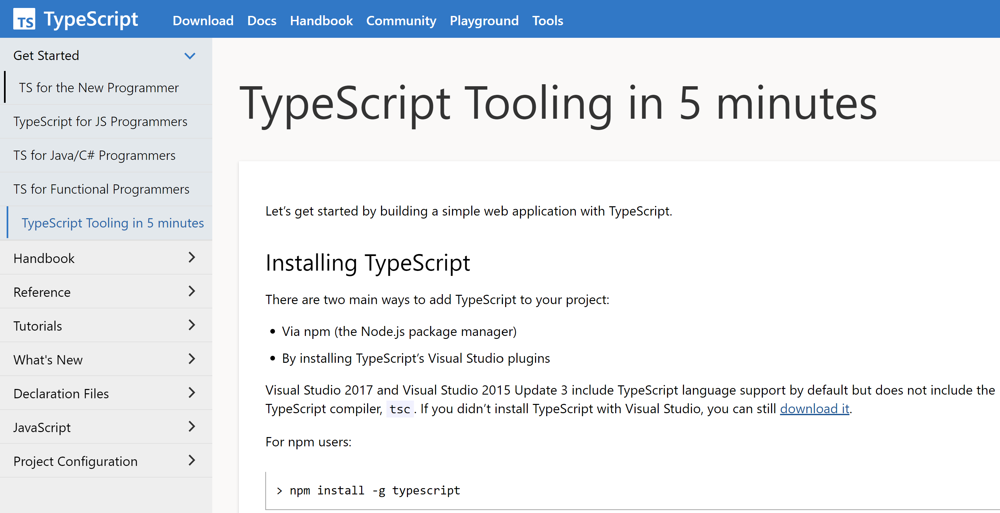 TS TypeScript
Download Docs Handbook Community Playground Tools
Get Started
TS for the New Programmer
TypeScript for JS Programmers
TS for Java/C# Programmers
TS for Functional Programmers
TypeScript Tooling in 5 minutes
Handbook
Reference
Tutorials
What's New
Declaration Files
JavaScript
Project Configuration
TypeScript Tooling in 5 minutes
Let’s get started by building a simple web application with TypeScript.
Installing TypeScript
There are two main ways to add TypeScript to your project:
• Via npm (the Node.js package manager)
• By installing TypeScript’s Visual Studio plugins
Visual Studio 2017 and Visual Studio 2015 Update 3 include TypeScript language support by default but does not include the
TypeScript compiler, tsc. If you didn’t install TypeScript with Visual Studio, you can still download it.
For npm users:
> npm install -g typescript